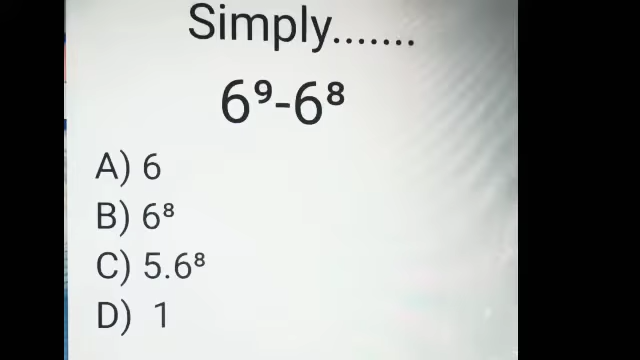 Simply.......
6⁹-6⁸
A) 6
B) 6⁸
C) 5.6⁸
D) 1